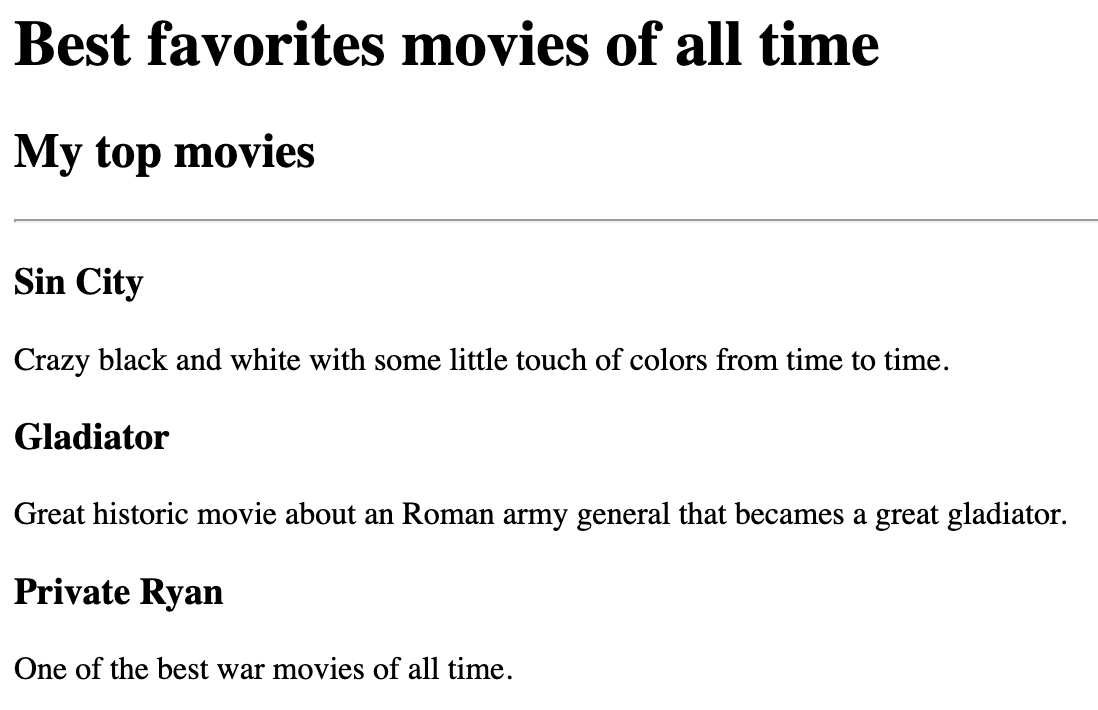 Best favorites movies of all time
My top movies
Sin City
Crazy black and white with some little touch of colors from time to time.
Gladiator
Great historic movie about an Roman army general that becames a great gladiator.
Private Ryan
One of the best war movies of all time.